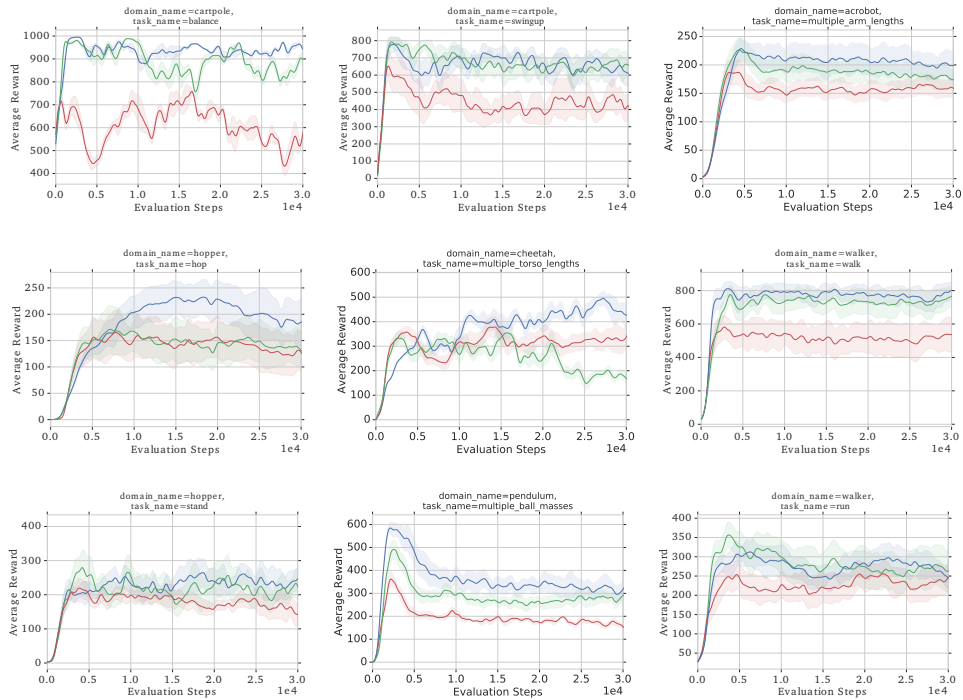 domain_name=cartpole,
task_name=balance
1000
900
800
700
600
500
400
Average Reward
0.0 0.5 1.0 1.5 2.0 2.5 3.0
Evaluation Steps 1e4
domain_name=cartpole,
task_name=swingup
800
700
600
500
400
300
200
100
0
Average Reward
0.0 0.5 1.0 1.5 2.0 2.5 3.0
Evaluation Steps 1e4
domain_name=acrobot,
task_name=multiple_arm_lengths
250
200
150
100
50
0
Average Reward
0.0 0.5 1.0 1.5 2.0 2.5 3.0
Evaluation Steps 1e4
domain_name=hopper,
task_name=hop
250
200
150
100
50
0
Average Reward
0.0 0.5 1.0 1.5 2.0 2.5 3.0
Evaluation Steps 1e4
domain_name=cheetah,
task_name=multiple_torso_lengths
600
500
400
300
200
100
0
Average Reward
0.0 0.5 1.0 1.5 2.0 2.5 3.0
Evaluation Steps 1e4
domain_name=walker,
task_name=walk
800
600
400
200
0
Average Reward
0.0 0.5 1.0 1.5 2.0 2.5 3.0
Evaluation Steps 1e4
domain_name=hopper,
task_name=stand
400
300
200
100
0
Average Reward
0.0 0.5 1.0 1.5 2.0 2.5 3.0
Evaluation Steps 1e4
domain_name=pendulum,
task_name=multiple_ball_masses
600
500
400
300
200
100
0
Average Reward
0.0 0.5 1.0 1.5 2.0 2.5 3.0
Evaluation Steps 1e4
domain_name=walker,
task_name=run
400
350
300
250
200
150
100
50
Average Reward
0.0 0.5 1.0 1.5 2.0 2.5 3.0
Evaluation Steps 1e4